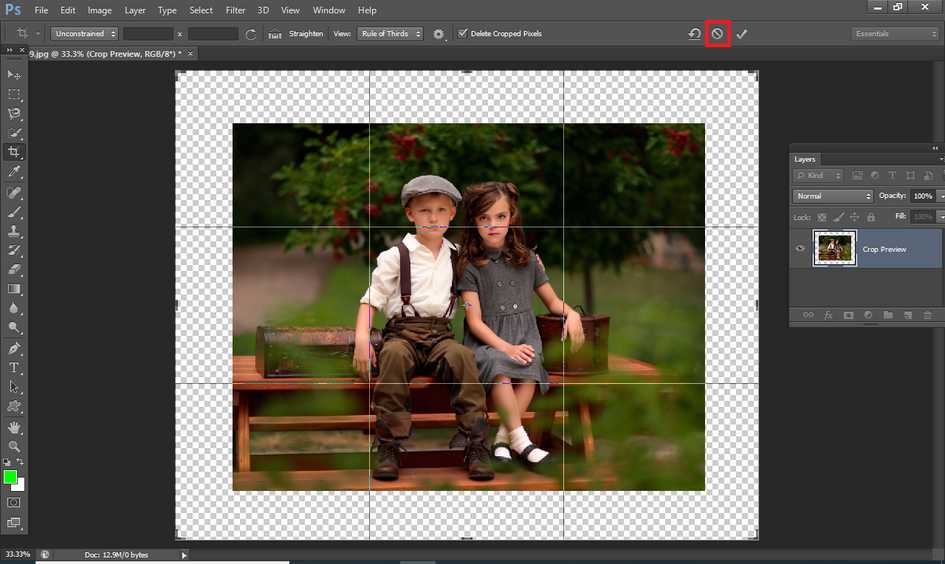 Ps File Edit Image Layer Type Select Filter 3D View Window Help
Unconstrained x Straighten View: Rule of Thirds Delete Cropped Pixels Essentials
9.jpg @ 33.3% (Crop Preview, RGB/8*) * ×
Layers
Kind
Normal Opacity: 100%
Lock: Fill: 100%
Crop Preview
fx
T
33.33% Doc: 12.9M/0 bytes